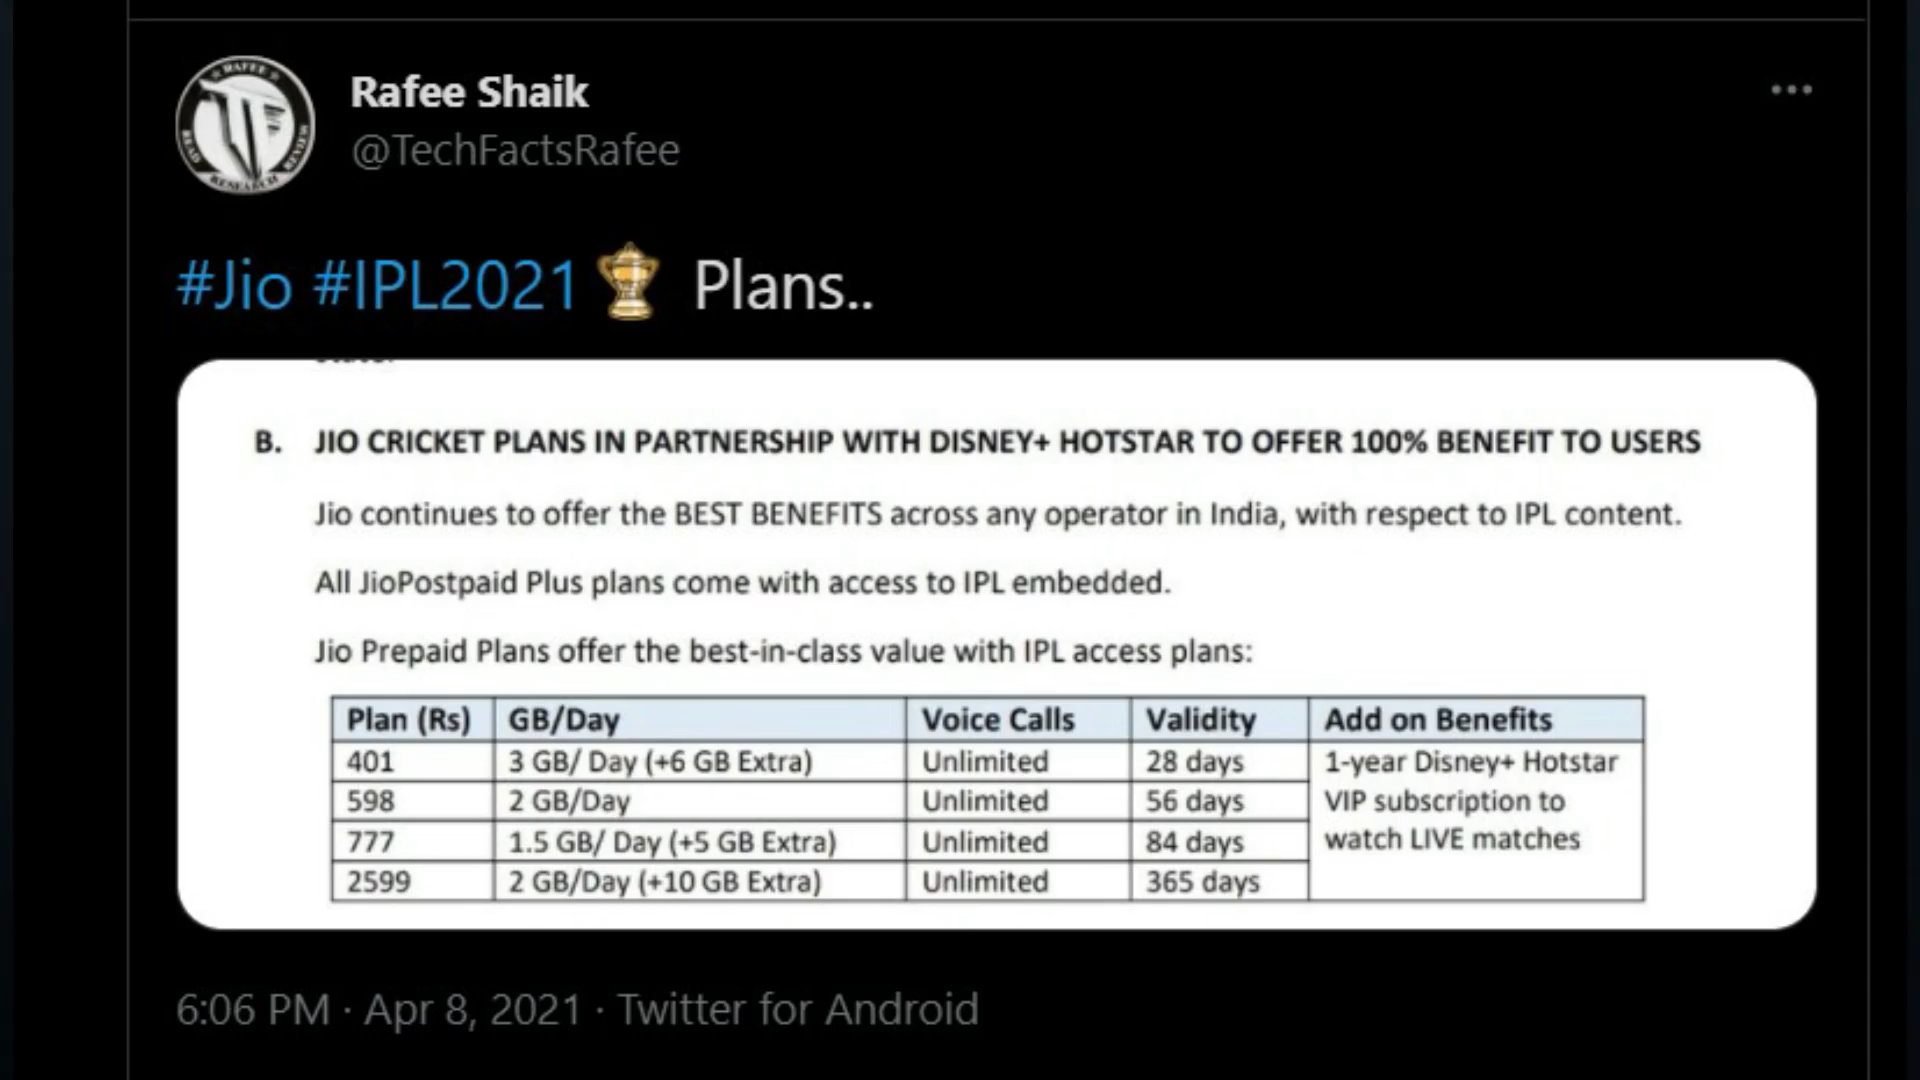 Rafee Shaik
@TechFactsRafee
RAFEE
READ
RESEARCH
REVIEW
#Jio #IPL2021🏆 Plans..
B. JIO CRICKET PLANS IN PARTNERSHIP WITH DISNEY+ HOTSTAR TO OFFER 100% BENEFIT TO USERS
Jio continues to offer the BEST BENEFITS across any operator in India, with respect to IPL content.
All JioPostpaid Plus plans come with access to IPL embedded.
Jio Prepaid Plans offer the best-in-class value with IPL access plans:
Plan (Rs) GB/Day Voice Calls Validity Add on Benefits
401 3 GB/ Day (+6 GB Extra) Unlimited 28 days 1-year Disney+ Hotstar
598 2 GB/Day Unlimited 56 days VIP subscription to
777 1.5 GB/ Day (+5 GB Extra) Unlimited 84 days watch LIVE matches
2599 2 GB/Day (+10 GB Extra) Unlimited 365 days
6:06 PM · Apr 8, 2021 · Twitter for Android